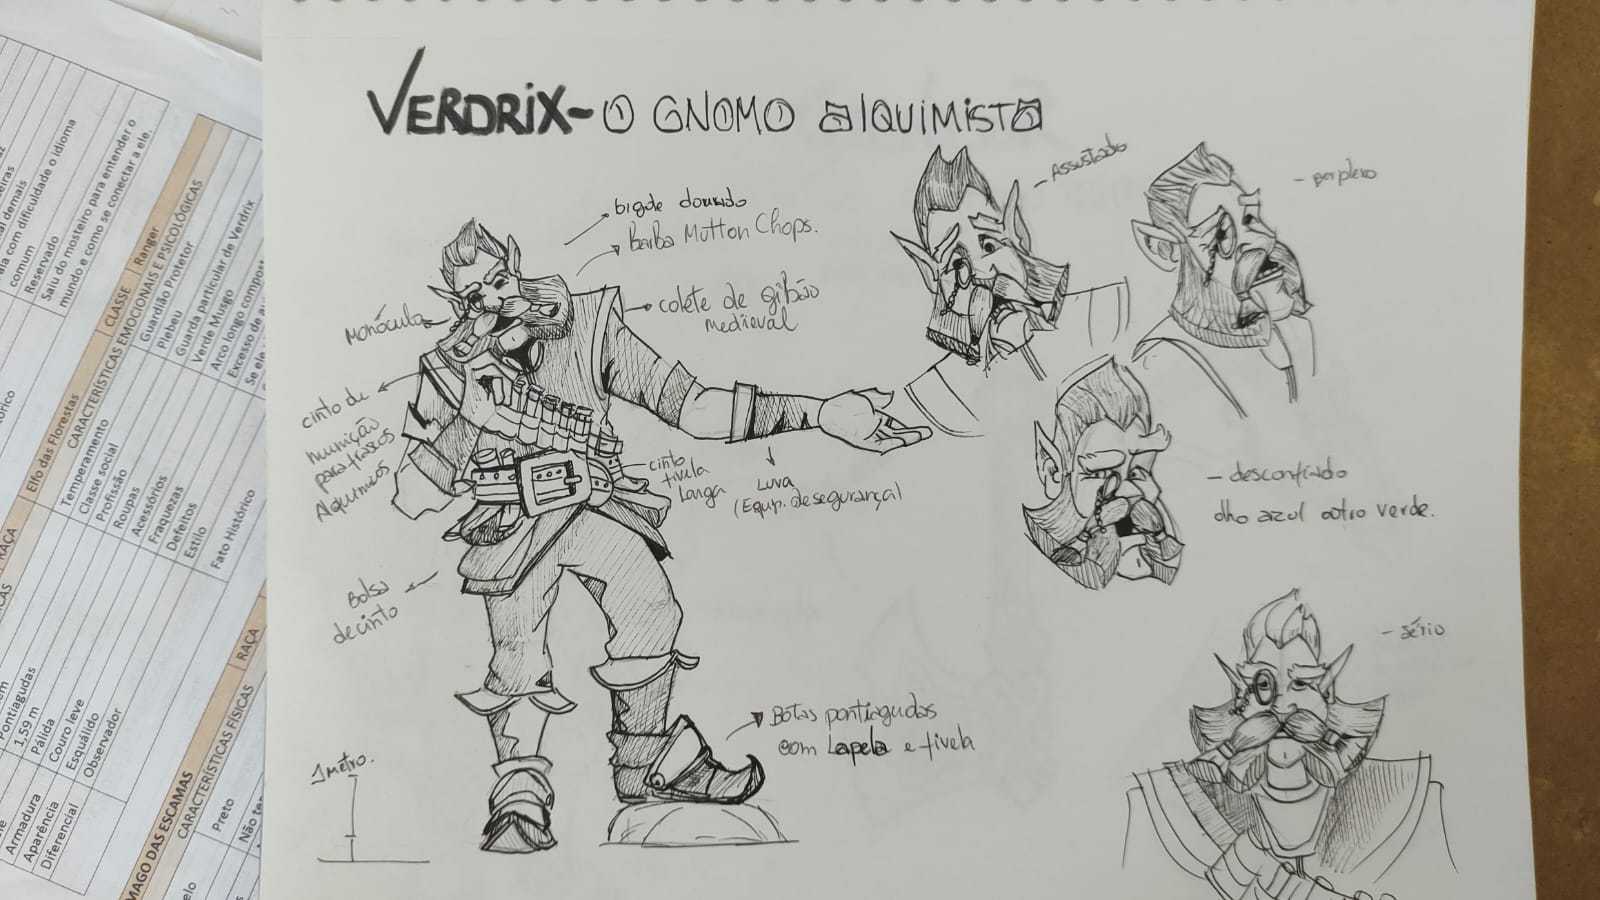 VERDRIX - O GNOMO ALQUIMISTA
bigode dourado
Barba Mutton Chops.
colete de gibão
medieval
Monóculo
cinto de
munição
para frascos
Alquímicos
cinto
fivela
Larga
Luva
(Equip. de segurança)
Bolsa
de cinto
1 metro.
Botas pontiagudas
com Lapela e fivela
- Assustado
- perplexo
- desconfiado
olho azul outro verde.
- sério
demais
Fala com dificuldade o idioma
comum
Reservado
Saiu do mosteiro para entender o
mundo e como se conectar a ele.
RAÇA
Elfo das Florestas
CLASSE
Ranger
CARACTERÍSTICAS EMOCIONAIS E PSICOLÓGICAS
Temperamento
Guardião Protetor
Classe social
Plebeu
Profissão
Guarda particular de Verdrix
Roupas
Verde Musgo
Acessórios
Arco longo
Fraquezas
Excesso de
Defeitos
Se ele
Estilo
Fato Histórico
Pontiagudas
1,59 m
Pálida
Armadura
Couro leve
Aparência
Esquálido
Diferencial
Observador
MAGO DAS ESCAMAS
RAÇA
CARACTERÍSTICAS FÍSICAS
Preto